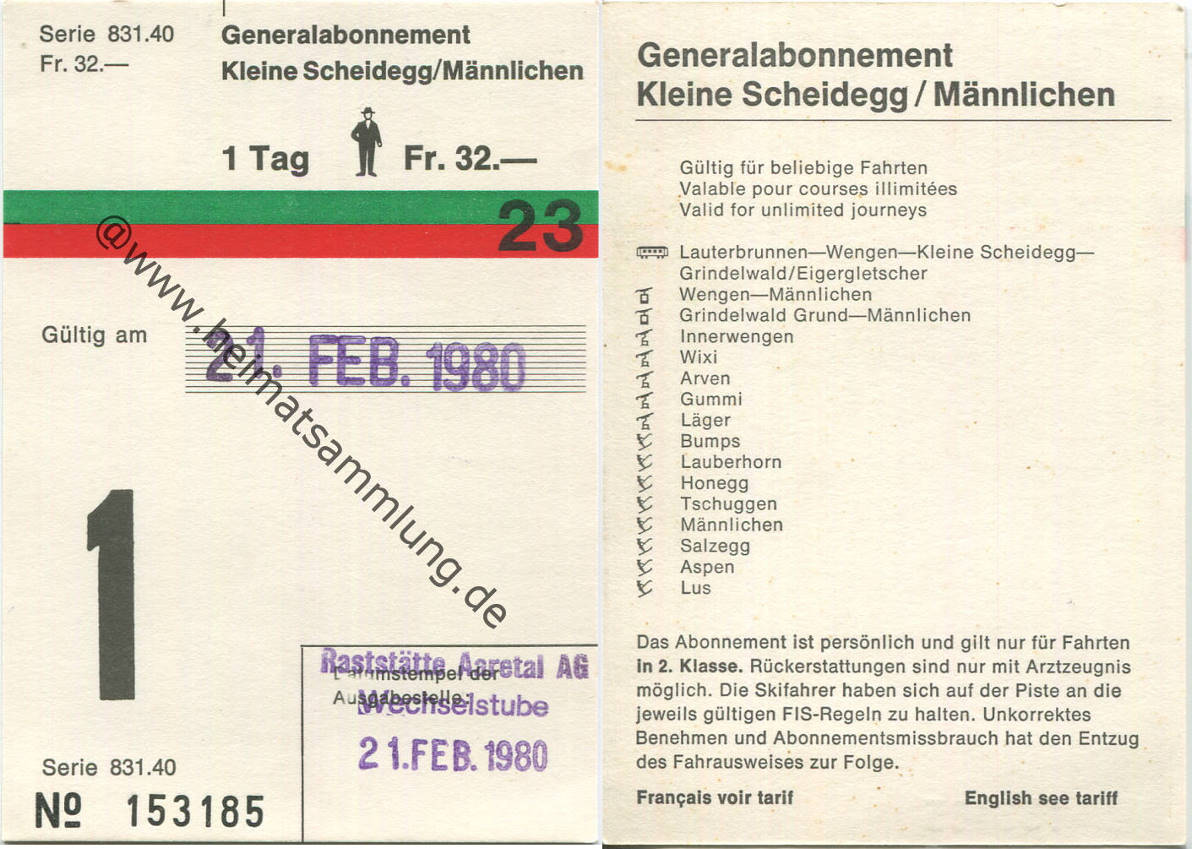 Serie 831.40
Fr. 32.—
Generalabonnement
Kleine Scheidegg/Männlichen
1 Tag Fr. 32.—
23
@www.heimatsammlung.de
Gültig am 21. FEB. 1980
1
Raststätte Aaretal AG
Datumstempel der
Ausgabestelle:
Wechselstube
21.FEB.1980
Serie 831.40
Nº 153185
Generalabonnement
Kleine Scheidegg / Männlichen
Gültig für beliebige Fahrten
Valable pour courses illimitées
Valid for unlimited journeys
Lauterbrunnen—Wengen—Kleine Scheidegg—
Grindelwald/Eigergletscher
Wengen—Männlichen
Grindelwald Grund—Männlichen
Innerwengen
Wixi
Arven
Gummi
Läger
Bumps
Lauberhorn
Honegg
Tschuggen
Männlichen
Salzegg
Aspen
Lus
Das Abonnement ist persönlich und gilt nur für Fahrten
in 2. Klasse. Rückerstattungen sind nur mit Arztzeugnis
möglich. Die Skifahrer haben sich auf der Piste an die
jeweils gültigen FIS-Regeln zu halten. Unkorrektes
Benehmen und Abonnementsmissbrauch hat den Entzug
des Fahrausweises zur Folge.
Français voir tarif English see tariff